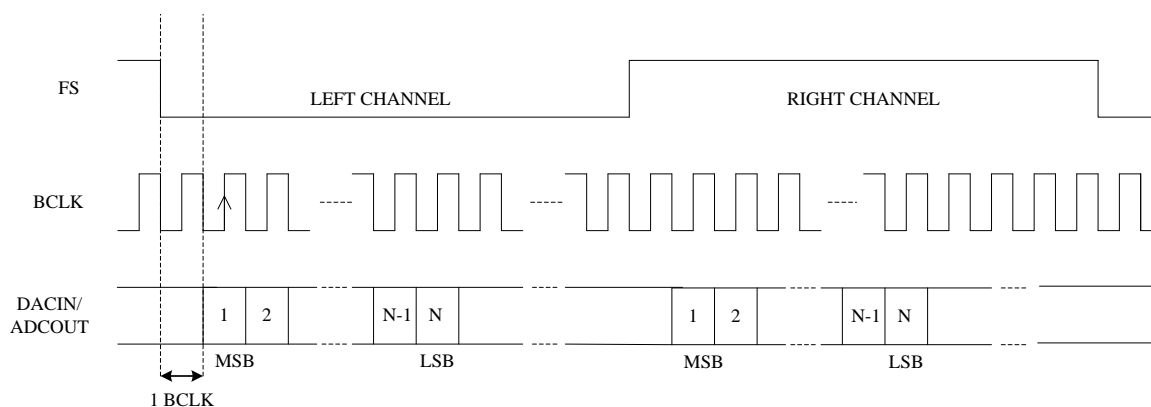 FS
LEFT CHANNEL
RIGHT CHANNEL
BCLK
DACIN/
ADCOUT
1
2
N-1
N
1
2
N-1
N
MSB
LSB
MSB
LSB
1 BCLK